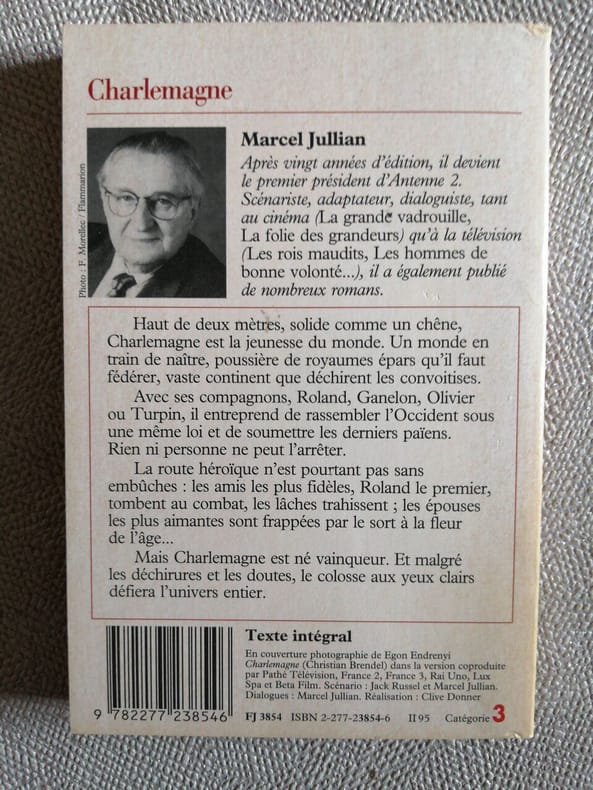 Charlemagne
Photo : F. Morellec / Flammarion
Marcel Jullian
Après vingt années d'édition, il devient
le premier président d'Antenne 2.
Scénariste, adaptateur, dialoguiste, tant
au cinéma (La grande vadrouille,
La folie des grandeurs) qu'à la télévision
(Les rois maudits, Les hommes de
bonne volonté...), il a également publié
de nombreux romans.
Haut de deux mètres, solide comme un chêne,
Charlemagne est la jeunesse du monde. Un monde en
train de naître, poussière de royaumes épars qu'il faut
fédérer, vaste continent que déchirent les convoitises.
Avec ses compagnons, Roland, Ganelon, Olivier
ou Turpin, il entreprend de rassembler l'Occident sous
une même loi et de soumettre les derniers païens.
Rien ni personne ne peut l'arrêter.
La route héroïque n'est pourtant pas sans
embûches : les amis les plus fidèles, Roland le premier,
tombent au combat, les lâches trahissent ; les épouses
les plus aimantes sont frappées par le sort à la fleur
de l'âge...
Mais Charlemagne est né vainqueur. Et malgré
les déchirures et les doutes, le colosse aux yeux clairs
défiera l'univers entier.
Texte intégral
En couverture photographie de Egon Endrenyi
Charlemagne (Christian Brendel) dans la version coproduite
par Pathé Télévision, France 2, France 3, Rai Uno, Lux
Spa et Beta Film. Scénario : Jack Russel et Marcel Jullian.
Dialogues : Marcel Jullian. Réalisation : Clive Donner
9 782277 238546
FJ 3854 ISBN 2-277-23854-6 II 95 Catégorie 3